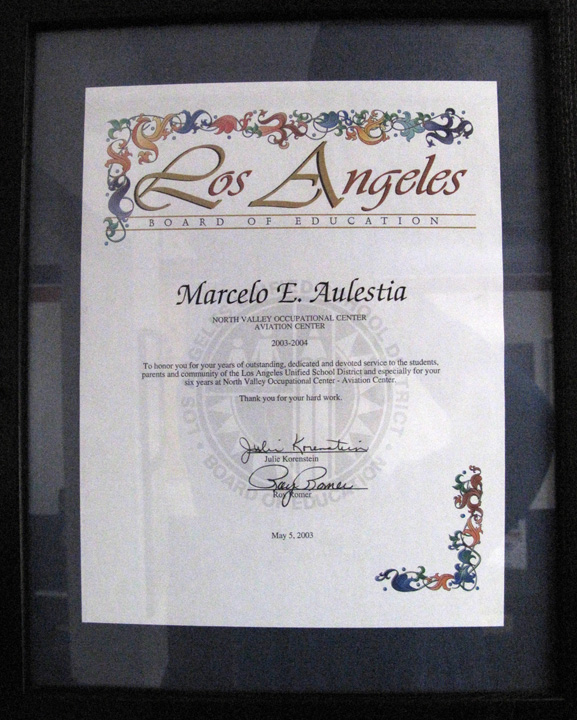 Los Angeles
BOARD OF EDUCATION
Marcelo E. Aulestia
NORTH VALLEY OCCUPATIONAL CENTER
AVIATION CENTER
2003-2004
To honor you for your years of outstanding, dedicated and devoted service to the students,
parents and community of the Los Angeles Unified School District and especially for your
six years at North Valley Occupational Center - Aviation Center.
Thank you for your hard work.
Julie Korenstein
Julie Korenstein
Roy Romer
Roy Romer
BOARD OF EDUCATION
May 5, 2003